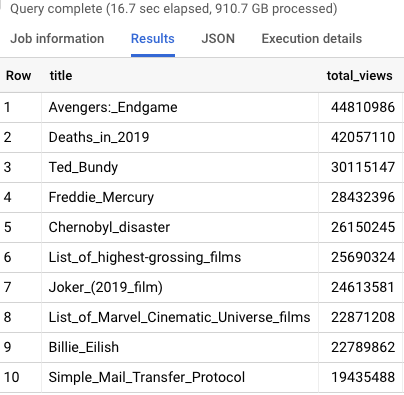 Query complete (16.7 sec elapsed, 910.7 GB processed)
Job information Results JSON Execution details
Row title total_views
1 Avengers:_Endgame 44810986
2 Deaths_in_2019 42057110
3 Ted_Bundy 30115147
4 Freddie_Mercury 28432396
5 Chernobyl_disaster 26150245
6 List_of_highest-grossing_films 25690324
7 Joker_(2019_film) 24613581
8 List_of_Marvel_Cinematic_Universe_films 22871208
9 Billie_Eilish 22789862
10 Simple_Mail_Transfer_Protocol 19435488